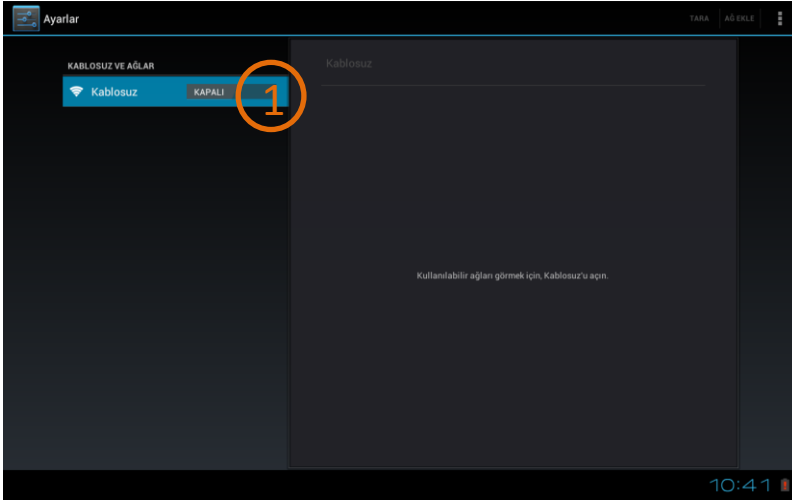 Ayarlar
TARA
AĞ EKLE
KABLOSUZ VE AĞLAR
Kablosuz
KAPALI
1
Kablosuz
Kullanılabilir ağları görmek için, Kablosuz'u açın.
10:41